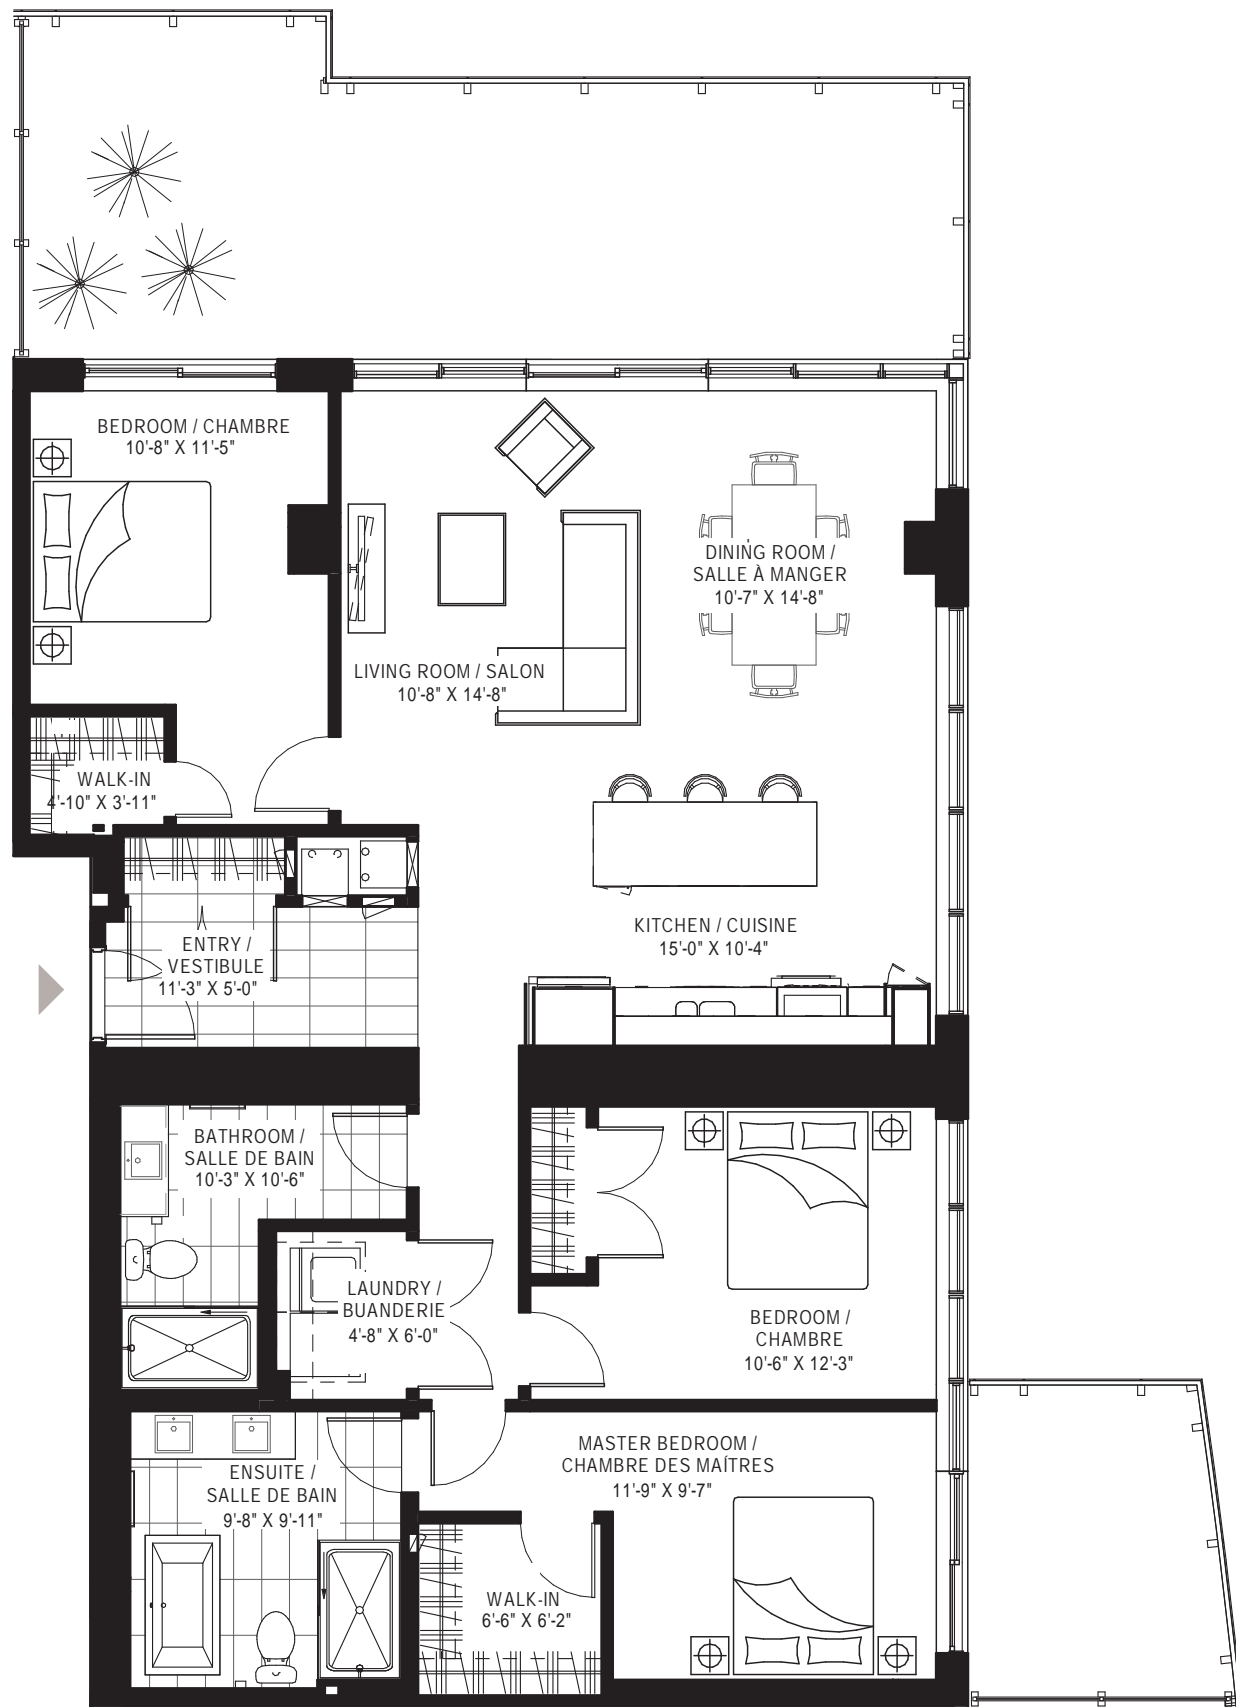 BEDROOM / CHAMBRE
10'-8" X 11'-5"
DINING ROOM /
SALLE À MANGER
10'-7" X 14'-8"
LIVING ROOM / SALON
10'-8" X 14'-8"
WALK-IN
4'-10" X 3'-11"
KITCHEN / CUISINE
15'-0" X 10'-4"
ENTRY /
VESTIBULE
11'-3" X 5'-0"
BATHROOM /
SALLE DE BAIN
10'-3" X 10'-6"
LAUNDRY /
BUANDERIE
4'-8" X 6'-0"
BEDROOM /
CHAMBRE
10'-6" X 12'-3"
MASTER BEDROOM /
CHAMBRE DES MAÍTRES
11'-9" X 9'-7"
ENSUITE /
SALLE DE BAIN
9'-8" X 9'-11"
WALK-IN
6'-6" X 6'-2"